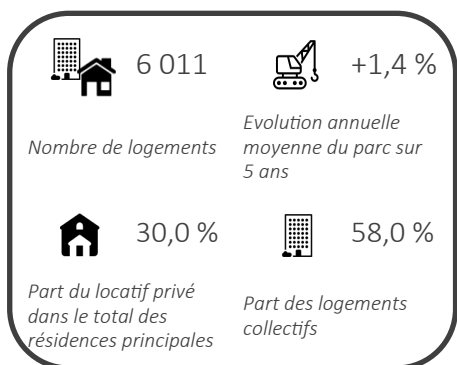 6 011
Nombre de logements
+1,4 %
Evolution annuelle
moyenne du parc sur
5 ans
30,0 %
Part du locatif privé
dans le total des
résidences principales
58,0 %
Part des logements
collectifs